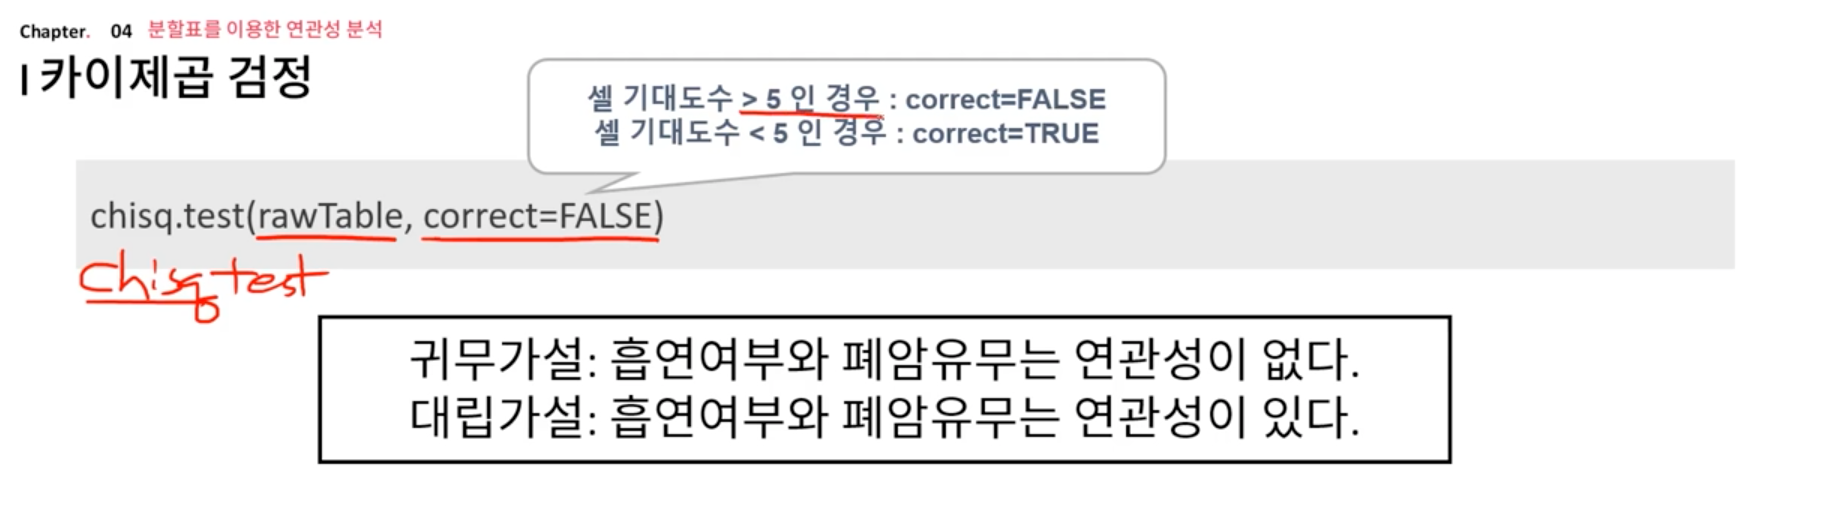 Chapter. 04 분할표를 이용한 연관성 분석
I 카이제곱 검정
셀 기대도수 > 5 인 경우 : correct=FALSE
셀 기대도수 < 5 인 경우 : correct=TRUE
chisq.test(rawTable, correct=FALSE)
Chisq test
귀무가설: 흡연여부와 폐암유무는 연관성이 없다.
대립가설: 흡연여부와 폐암유무는 연관성이 있다.